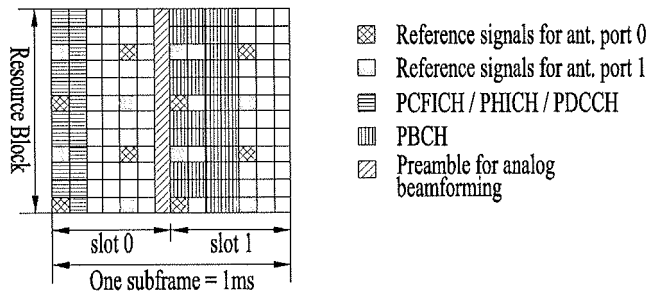 Resource Block
slot 0
slot 1
One subframe = 1ms
Reference signals for ant. port 0
Reference signals for ant. port 1
PCFICH / PHICH / PDCCH
PBCH
Preamble for analog
beamforming